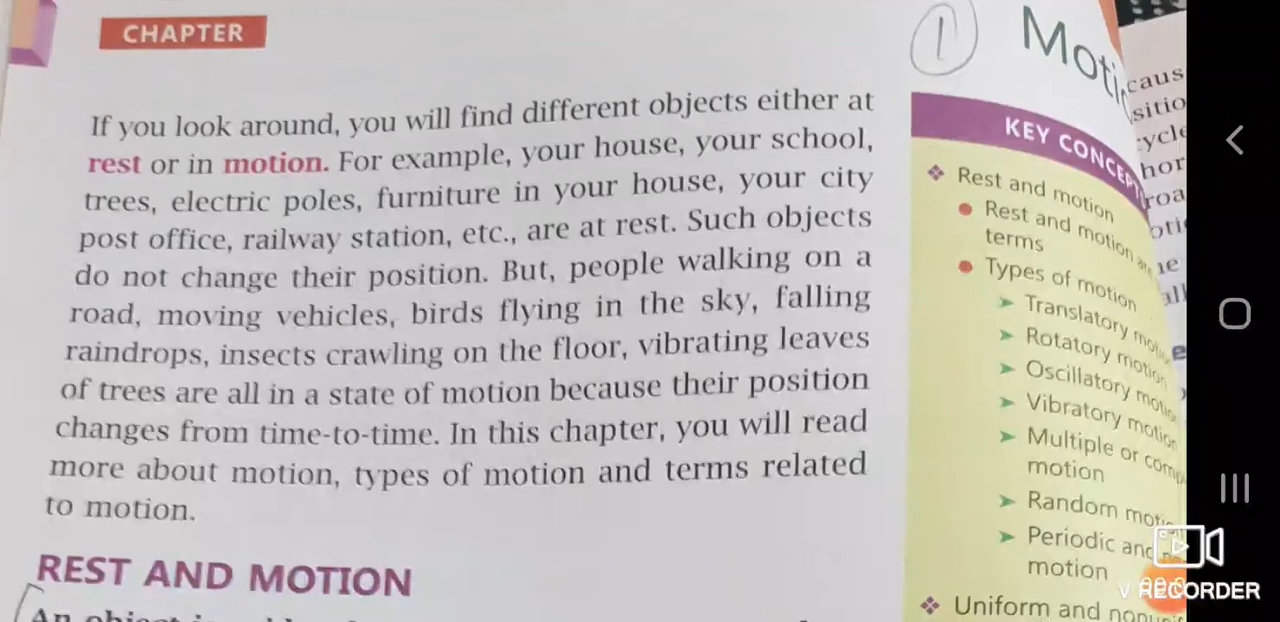 CHAPTER
If you look around, you will find different objects either at
rest or in motion. For example, your house, your school,
trees, electric poles, furniture in your house, your city
post office, railway station, etc., are at rest. Such objects
do not change their position. But, people walking on a
road, moving vehicles, birds flying in the sky, falling
raindrops, insects crawling on the floor, vibrating leaves
of trees are all in a state of motion because their position
changes from time-to-time. In this chapter, you will read
more about motion, types of motion and terms related
to motion.
REST AND MOTION
An object is
1
KEY
Rest and motion
Rest and motion
terms
Types of motion
Translatory
Rotatory motion
Oscillatory
Vibratory motion
Multiple or
motion
Random
Periodic and
motion
Uniform and
V RECORDER